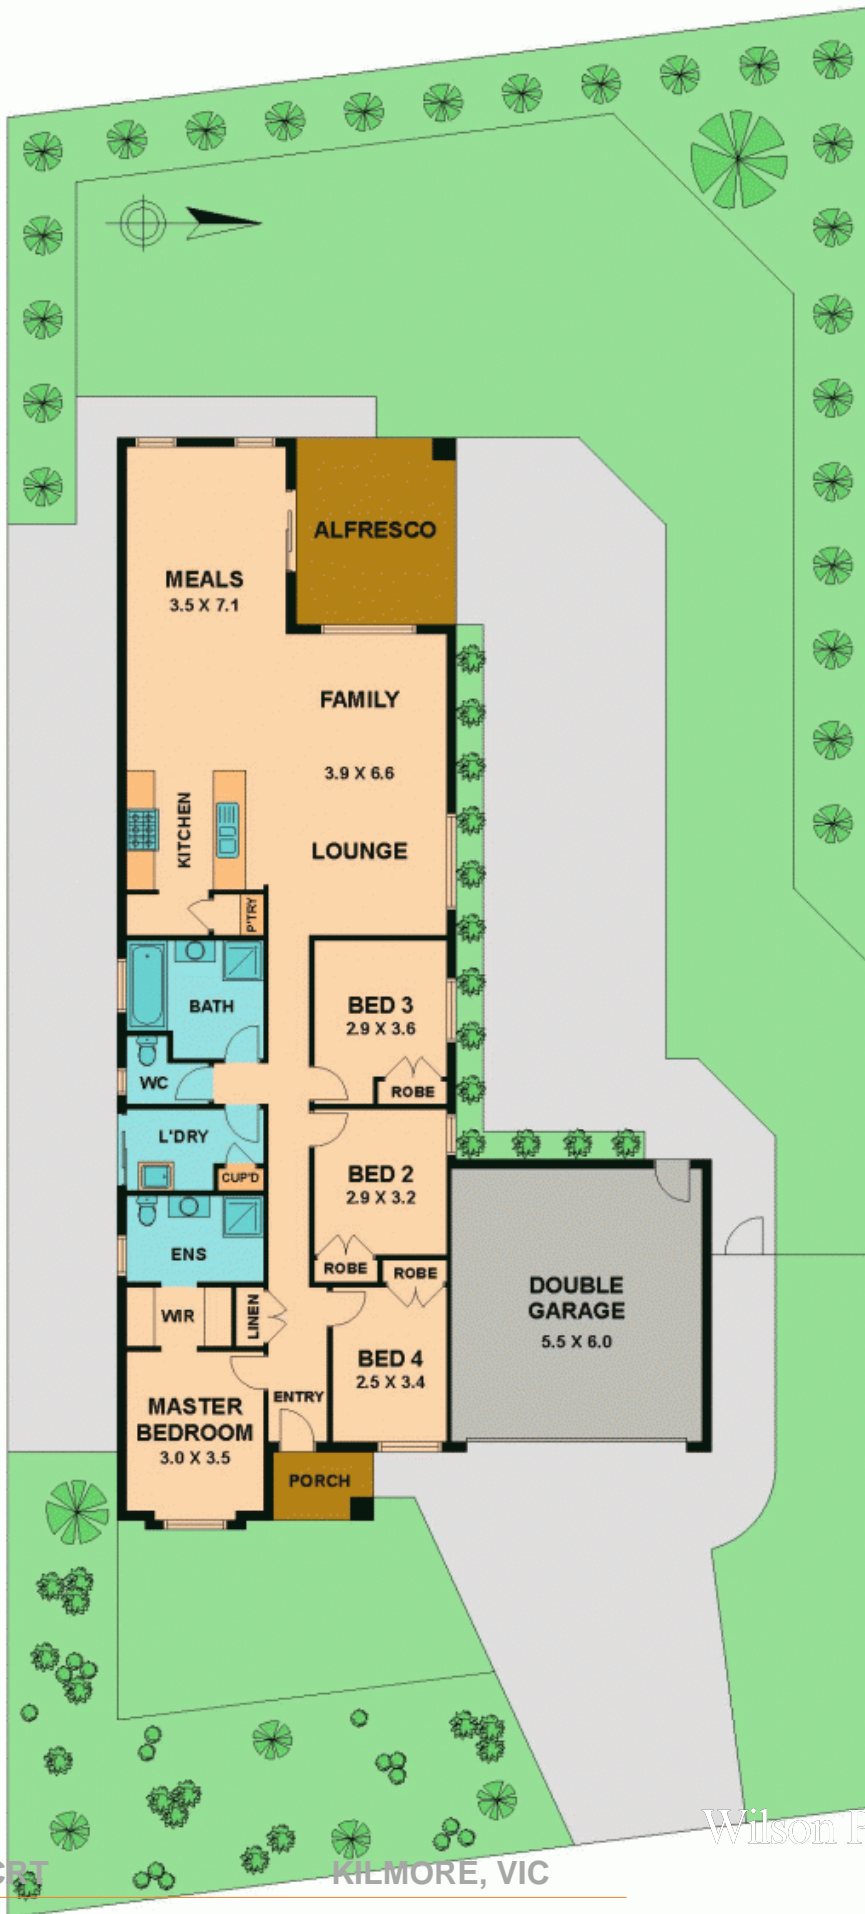 ALFRESCO
MEALS
3.5 X 7.1
FAMILY
3.9 X 6.6
KITCHEN
LOUNGE
P'TRY
BATH
BED 3
2.9 X 3.6
WC
ROBE
L'DRY
BED 2
2.9 X 3.2
CUP'D
ENS
ROBE
ROBE
DOUBLE
GARAGE
5.5 X 6.0
WIR
LINEN
BED 4
2.5 X 3.4
ENTRY
MASTER
BEDROOM
3.0 X 3.5
PORCH
Wilson
CRT KILMORE, VIC